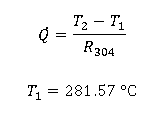 Q̇ = (T₂ − T₁) / R₃₀₄
T₁ = 281.57 °C